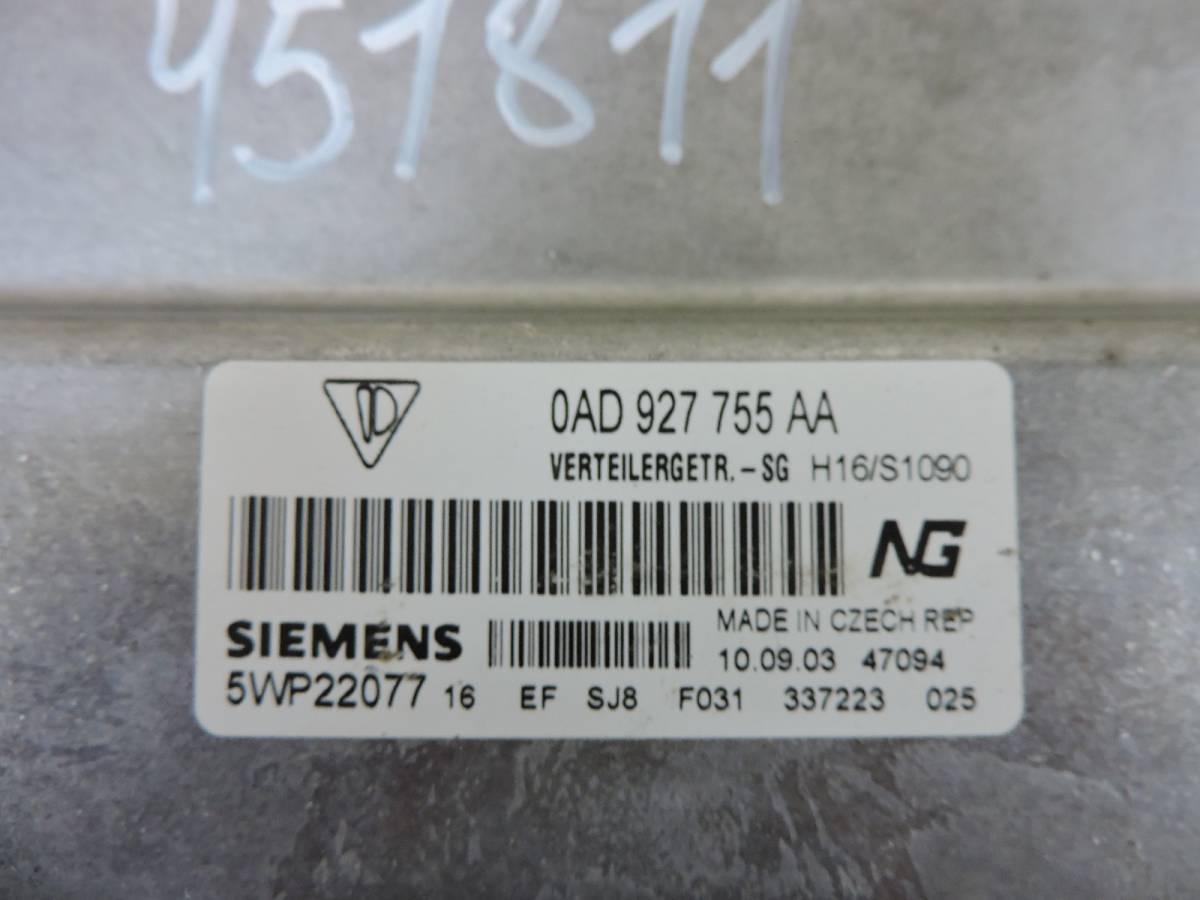 451811
0AD 927 755 AA
VERTEILERGETR.-SG H16/S1090
NG
SIEMENS
MADE IN CZECH REP
10.09.03 47094
5WP22077 16 EF SJ8 F031 337223 025